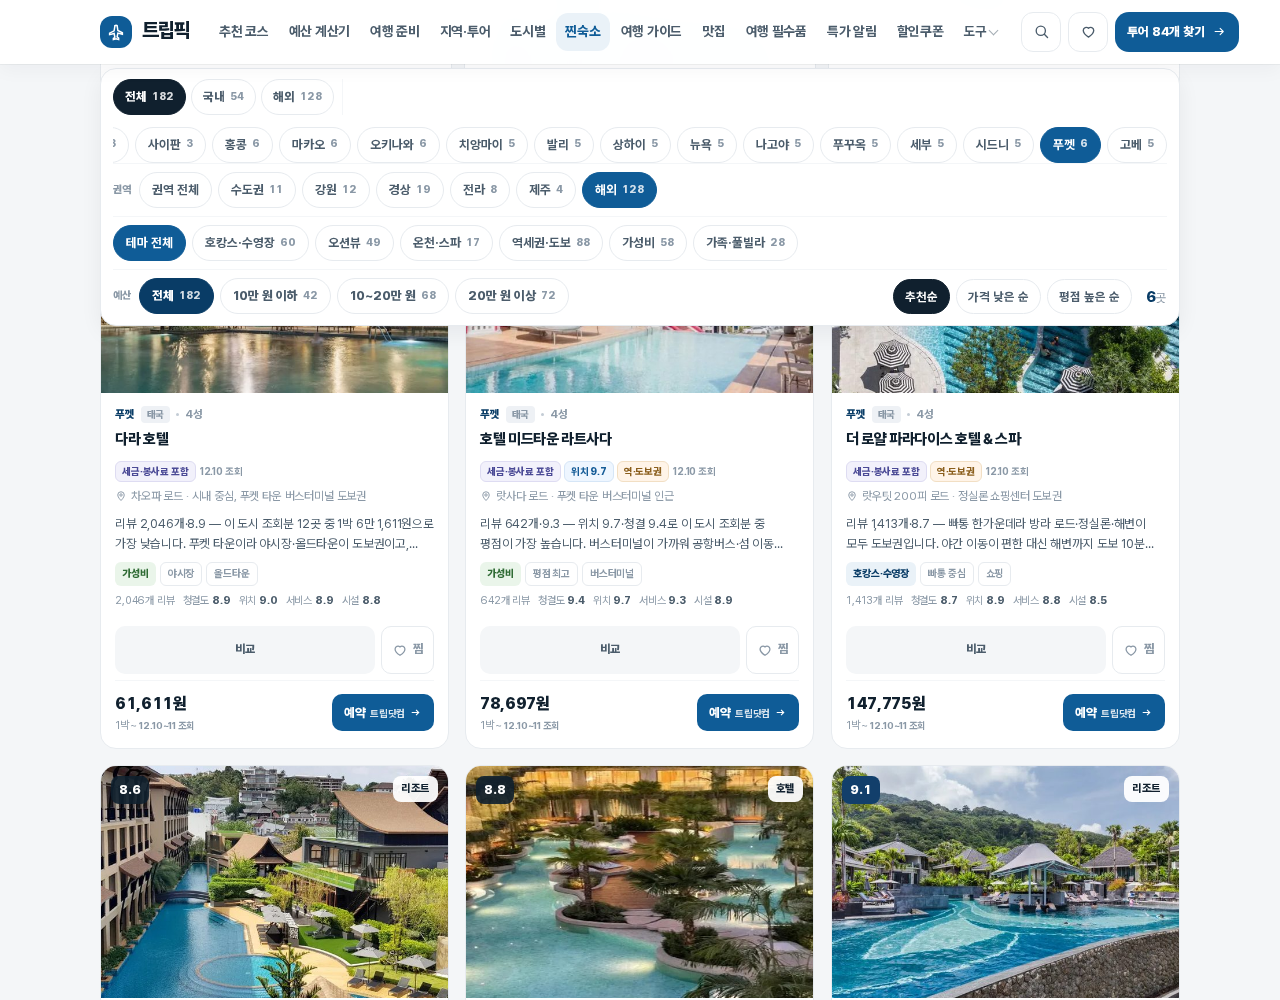 트립픽
추천 코스
예산 계산기
여행 준비
지역·투어
도시별
찐숙소
여행 가이드
맛집
여행 필수품
특가 알림
할인쿠폰
도구
투어 84개 찾기 →
전체 182
국내 54
해외 128
사이판 3
홍콩 6
마카오 6
오키나와 6
치앙마이 5
발리 5
상하이 5
뉴욕 5
나고야 5
푸꾸옥 5
세부 5
시드니 5
푸켓 6
고베 5
권역
권역 전체
수도권 11
강원 12
경상 19
전라 8
제주 4
해외 128
테마 전체
호캉스·수영장 60
오션뷰 49
온천·스파 17
역세권·도보 88
가성비 58
가족·풀빌라 28
예산
전체 182
10만 원 이하 42
10~20만 원 68
20만 원 이상 72
추천순
가격 낮은 순
평점 높은 순
6곳
푸켓 태국 · 4성
다라 호텔
세금·봉사료 포함 12.10 조회
차오파 로드 · 시내 중심, 푸켓 타운 버스터미널 도보권
리뷰 2,046개·8.9 — 이 도시 조회분 12곳 중 1박 6만 1,611원으로
가장 낮습니다. 푸켓 타운이라 야시장·올드타운이 도보권이고,...
가성비 야시장 올드타운
2,046개 리뷰 청결도 8.9 위치 9.0 서비스 8.9 시설 8.8
비교
찜
61,611원
1박~ 12.10~11 조회
예약 트립닷컴 →
푸켓 태국 · 4성
호텔 미드타운 라트사다
세금·봉사료 포함 위치 9.7 역·도보권 12.10 조회
랏사다 로드 · 푸켓 타운 버스터미널 인근
리뷰 642개·9.3 — 위치 9.7·청결 9.4로 이 도시 조회분 중
평점이 가장 높습니다. 버스터미널이 가까워 공항버스·섬 이동...
가성비 평점 최고 버스터미널
642개 리뷰 청결도 9.4 위치 9.7 서비스 9.3 시설 8.9
비교
찜
78,697원
1박~ 12.10~11 조회
예약 트립닷컴 →
푸켓 태국 · 4성
더 로얄 파라다이스 호텔 & 스파
세금·봉사료 포함 역·도보권 12.10 조회
랏우팃 200피 로드 · 정실론 쇼핑센터 도보권
리뷰 1,413개·8.7 — 빠통 한가운데라 방라 로드·정실론·해변이
모두 도보권입니다. 야간 이동이 편한 대신 해변까지 도보 10분...
호캉스·수영장 빠통 중심 쇼핑
1,413개 리뷰 청결도 8.7 위치 8.9 서비스 8.8 시설 8.5
비교
찜
147,775원
1박~ 12.10~11 조회
예약 트립닷컴 →
8.6
리조트
8.8
호텔
9.1
리조트